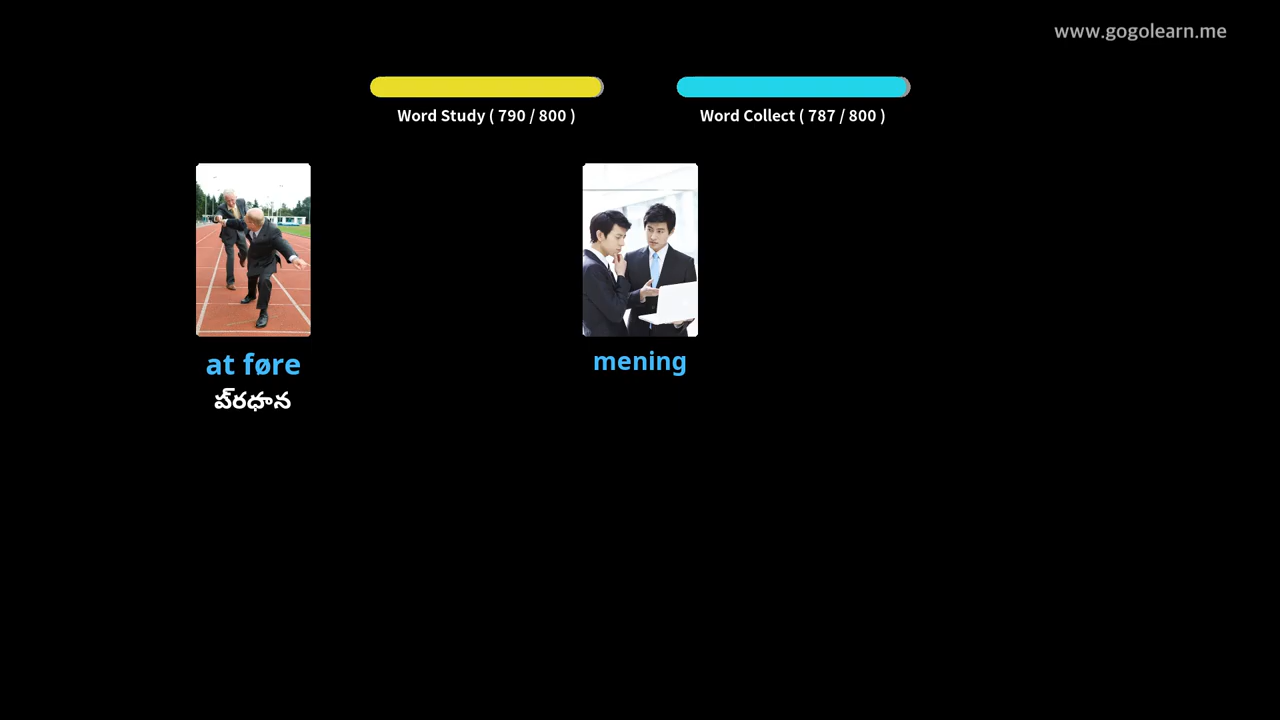 www.gogolearn.me
Word Study ( 790 / 800 )
Word Collect ( 787 / 800 )
at føre
ప్రధాన
mening